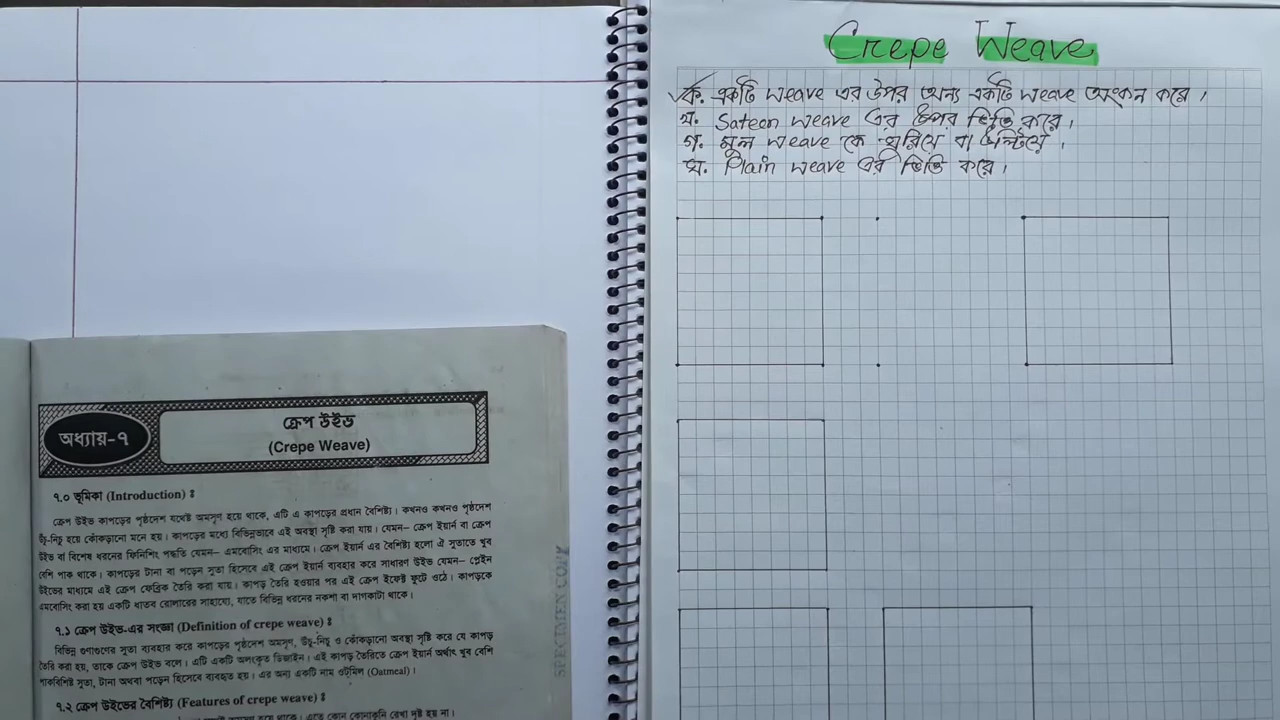 Crepe Weave
ক. একটি weave এর উপর অন্য একটি weave অংকন করে।
খ. Sateen weave এর উপর ভিত্তি করে।
গ. মূল weave কে ঘুরিয়ে বা উল্টিয়ে।
ঘ. Plain weave এর ভিত্তি করে।
অধ্যায়-৭
ক্রেপ উইভ
(Crepe Weave)
৭.০ ভূমিকা (Introduction) ঃ
ক্রেপ উইভ কাপড়ের পৃষ্ঠদেশ যথেষ্ট অমসৃণ হয়ে থাকে, এটি এ কাপড়ের প্রধান বৈশিষ্ট্য। কখনও কখনও পৃষ্ঠদেশ
উঁচু-নিচু হয়ে কোঁকড়ানো মনে হয়। কাপড়ের মধ্যে বিভিন্নভাবে এই অবস্থা সৃষ্টি করা যায়। যেমন– ক্রেপ ইয়ার্ন বা ক্রেপ
উইভ বা বিশেষ ধরনের ফিনিশিং পদ্ধতি যেমন– এমবোসিং এর মাধ্যমে। ক্রেপ ইয়ার্ন এর বৈশিষ্ট্য হলো ঐ সুতাতে খুব
বেশি পাক থাকে। কাপড়ের টানা বা পড়েন সুতা হিসেবে এই ক্রেপ ইয়ার্ন ব্যবহার করে সাধারণ উইভ যেমন– প্লেইন
উইভের মাধ্যমে এই ক্রেপ ফেব্রিক তৈরি করা যায়। কাপড় তৈরি হওয়ার পর এই ক্রেপ ইফেক্ট ফুটে ওঠে। কাপড়কে
এমবোসিং করা হয় একটি ধাতব রোলারের সাহায্যে, যাতে বিভিন্ন ধরনের নকশা বা দাগকাটা থাকে।
৭.১ ক্রেপ উইভ-এর সংজ্ঞা (Definition of crepe weave) ঃ
বিভিন্ন গুণাগুণের সুতা ব্যবহার করে কাপড়ের পৃষ্ঠদেশ অমসৃণ, উঁচু-নিচু ও কোঁকড়ানো অবস্থা সৃষ্টি করে যে কাপড়
তৈরি করা হয়, তাকে ক্রেপ উইভ বলে। এটি একটি অলংকৃত ডিজাইন। এই কাপড় তৈরিতে ক্রেপ ইয়ার্ন অর্থাৎ খুব বেশি
পাকবিশিষ্ট সুতা, টানা অথবা পড়েন হিসেবে ব্যবহৃত হয়। এর অন্য একটি নাম ওটমিল (Oatmeal)।
৭.২ ক্রেপ উইভের বৈশিষ্ট্য (Features of crepe weave) ঃ
হয়ে থাকে। এতে কোন কোনাকুনি রেখা দৃষ্ট হয় না।
SPECIMEN COPY